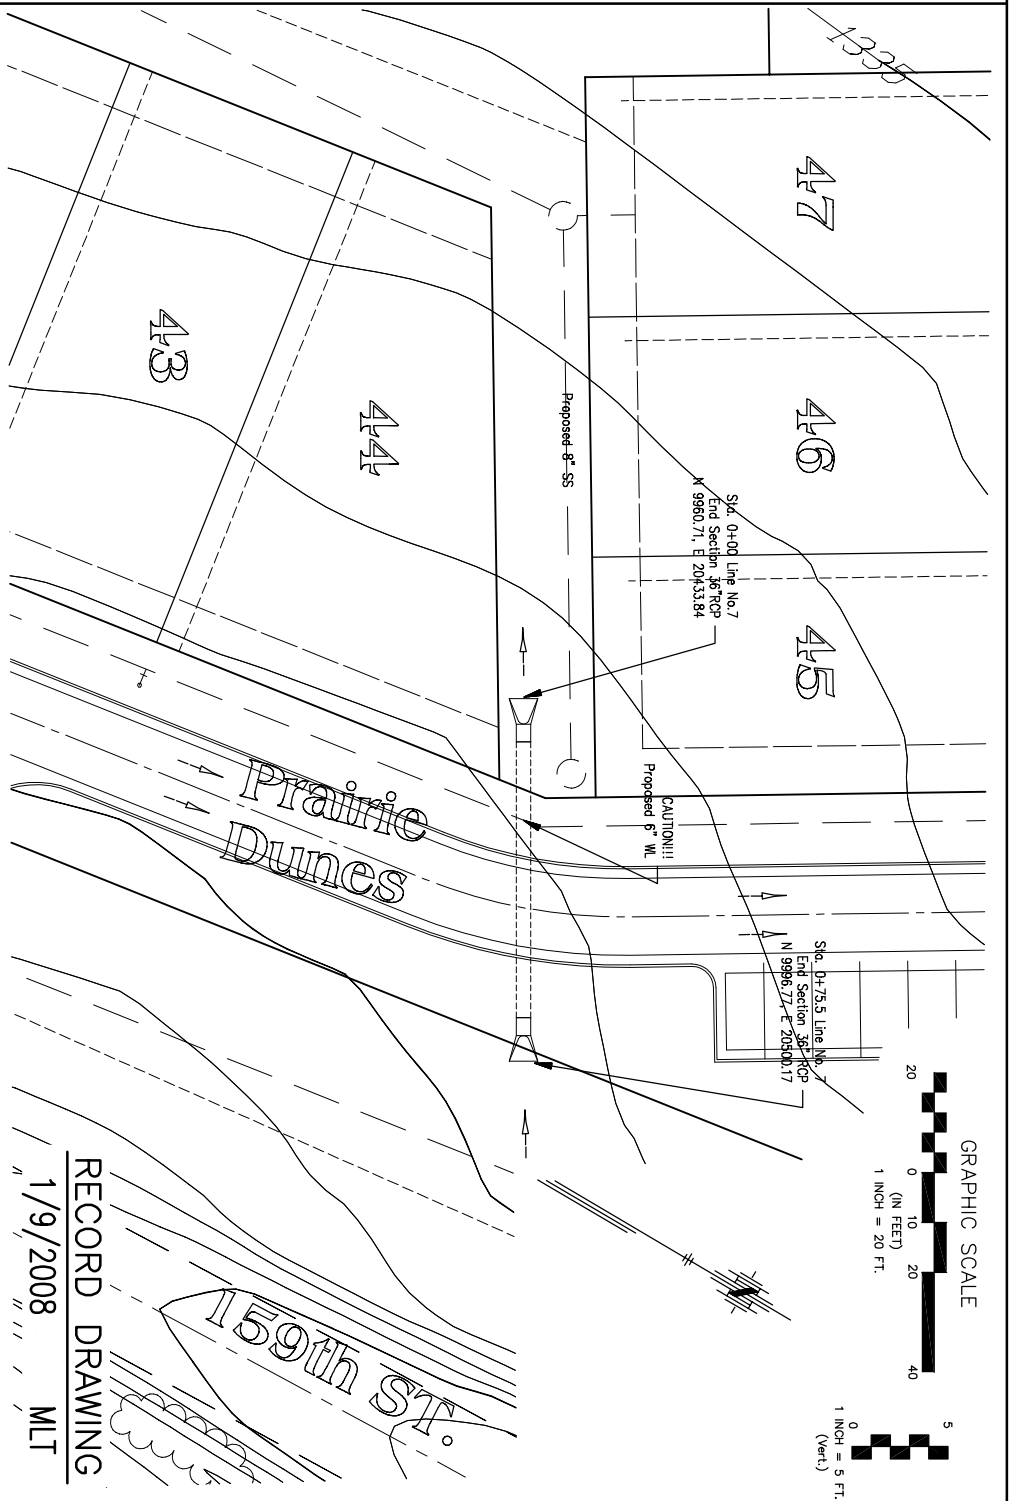 1335
47
46
45
44
43
Proposed 8" SS
Sta. 0+00 Line No.7
End Section 36"RCP
N 9960.71, E 20433.84
CAUTION!!!
Proposed 6" WL
Sta. 0+75.5 Line No. 7
End Section 36" RCP
N 9996.77, E 20500.17
Prairie
Dunes
159th ST.
GRAPHIC SCALE
20 0 10 20 40
(IN FEET)
1 INCH = 20 FT.
0 5
1 INCH = 5 FT.
(Vert.)
RECORD DRAWING
1/9/2008 MLT